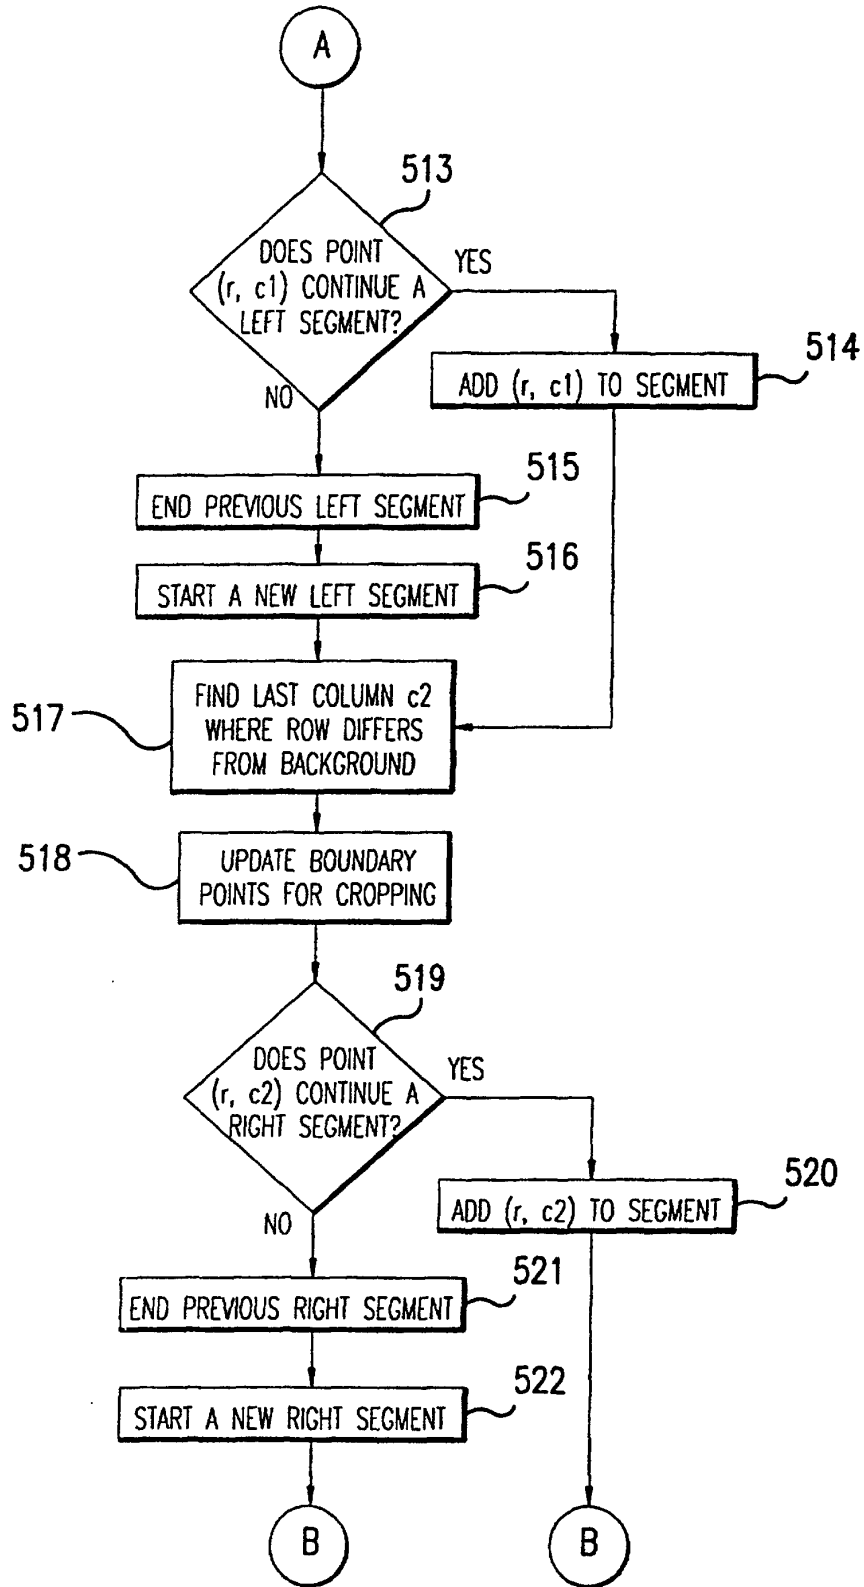 A
513
DOES POINT
(r, c1) CONTINUE A
LEFT SEGMENT?
YES
NO
ADD (r, c1) TO SEGMENT
514
END PREVIOUS LEFT SEGMENT
515
START A NEW LEFT SEGMENT
516
FIND LAST COLUMN c2
WHERE ROW DIFFERS
FROM BACKGROUND
517
UPDATE BOUNDARY
POINTS FOR CROPPING
518
519
DOES POINT
(r, c2) CONTINUE A
RIGHT SEGMENT?
YES
NO
ADD (r, c2) TO SEGMENT
520
END PREVIOUS RIGHT SEGMENT
521
START A NEW RIGHT SEGMENT
522
B
B